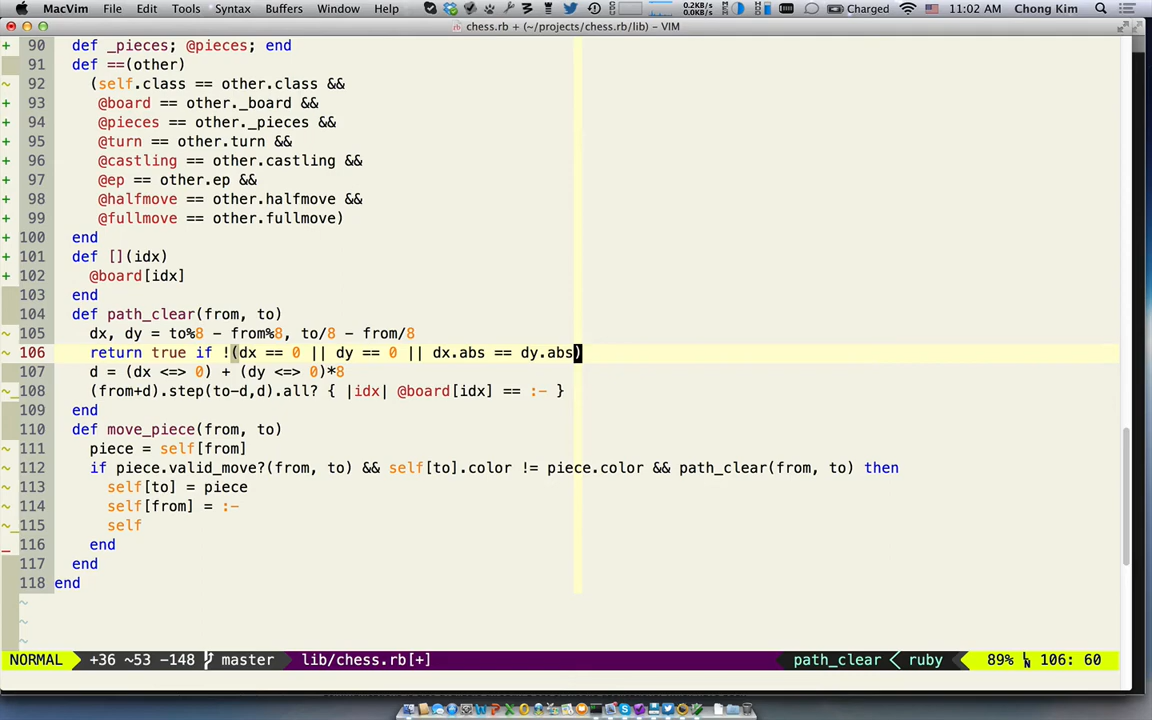 MacVim File Edit Tools Syntax Buffers Window Help 0.2KB/s 0.0KB/s Charged 11:02 AM Chong Kim
chess.rb + (~/projects/chess.rb/lib) - VIM
+ 90 def _pieces; @pieces; end
91 def ==(other)
~ 92 (self.class == other.class &&
+ 93 @board == other._board &&
+ 94 @pieces == other._pieces &&
+ 95 @turn == other.turn &&
+ 96 @castling == other.castling &&
+ 97 @ep == other.ep &&
+ 98 @halfmove == other.halfmove &&
+ 99 @fullmove == other.fullmove)
+ 100 end
+ 101 def [](idx)
+ 102 @board[idx]
103 end
104 def path_clear(from, to)
~ 105 dx, dy = to%8 - from%8, to/8 - from/8
~ 106 return true if !(dx == 0 || dy == 0 || dx.abs == dy.abs)
107 d = (dx <=> 0) + (dy <=> 0)*8
~_ 108 (from+d).step(to-d,d).all? { |idx| @board[idx] == :- }
109 end
110 def move_piece(from, to)
~ 111 piece = self[from]
~ 112 if piece.valid_move?(from, to) && self[to].color != piece.color && path_clear(from, to) then
~ 113 self[to] = piece
~ 114 self[from] = :-
~_ 115 self
_ 116 end
117 end
118 end
~
~
~
NORMAL +36 ~53 -148 master lib/chess.rb[+] path_clear < ruby 89% LN 106: 60